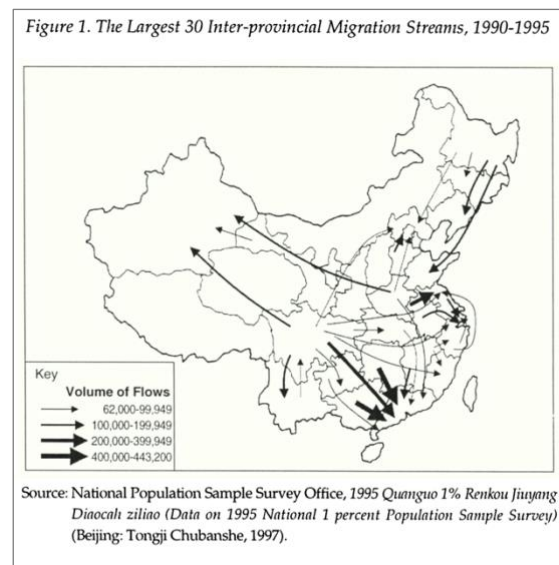 Figure 1. The Largest 30 Inter-provincial Migration Streams, 1990-1995
Key
Volume of Flows
62,000-99,949
100,000-199,949
200,000-399,949
400,000-443,200
Source: National Population Sample Survey Office, 1995 Quanguo 1% Renkou Jiuyang
Diaocah ziliao (Data on 1995 National 1 percent Population Sample Survey)
(Beijing: Tongji Chubanshe, 1997).